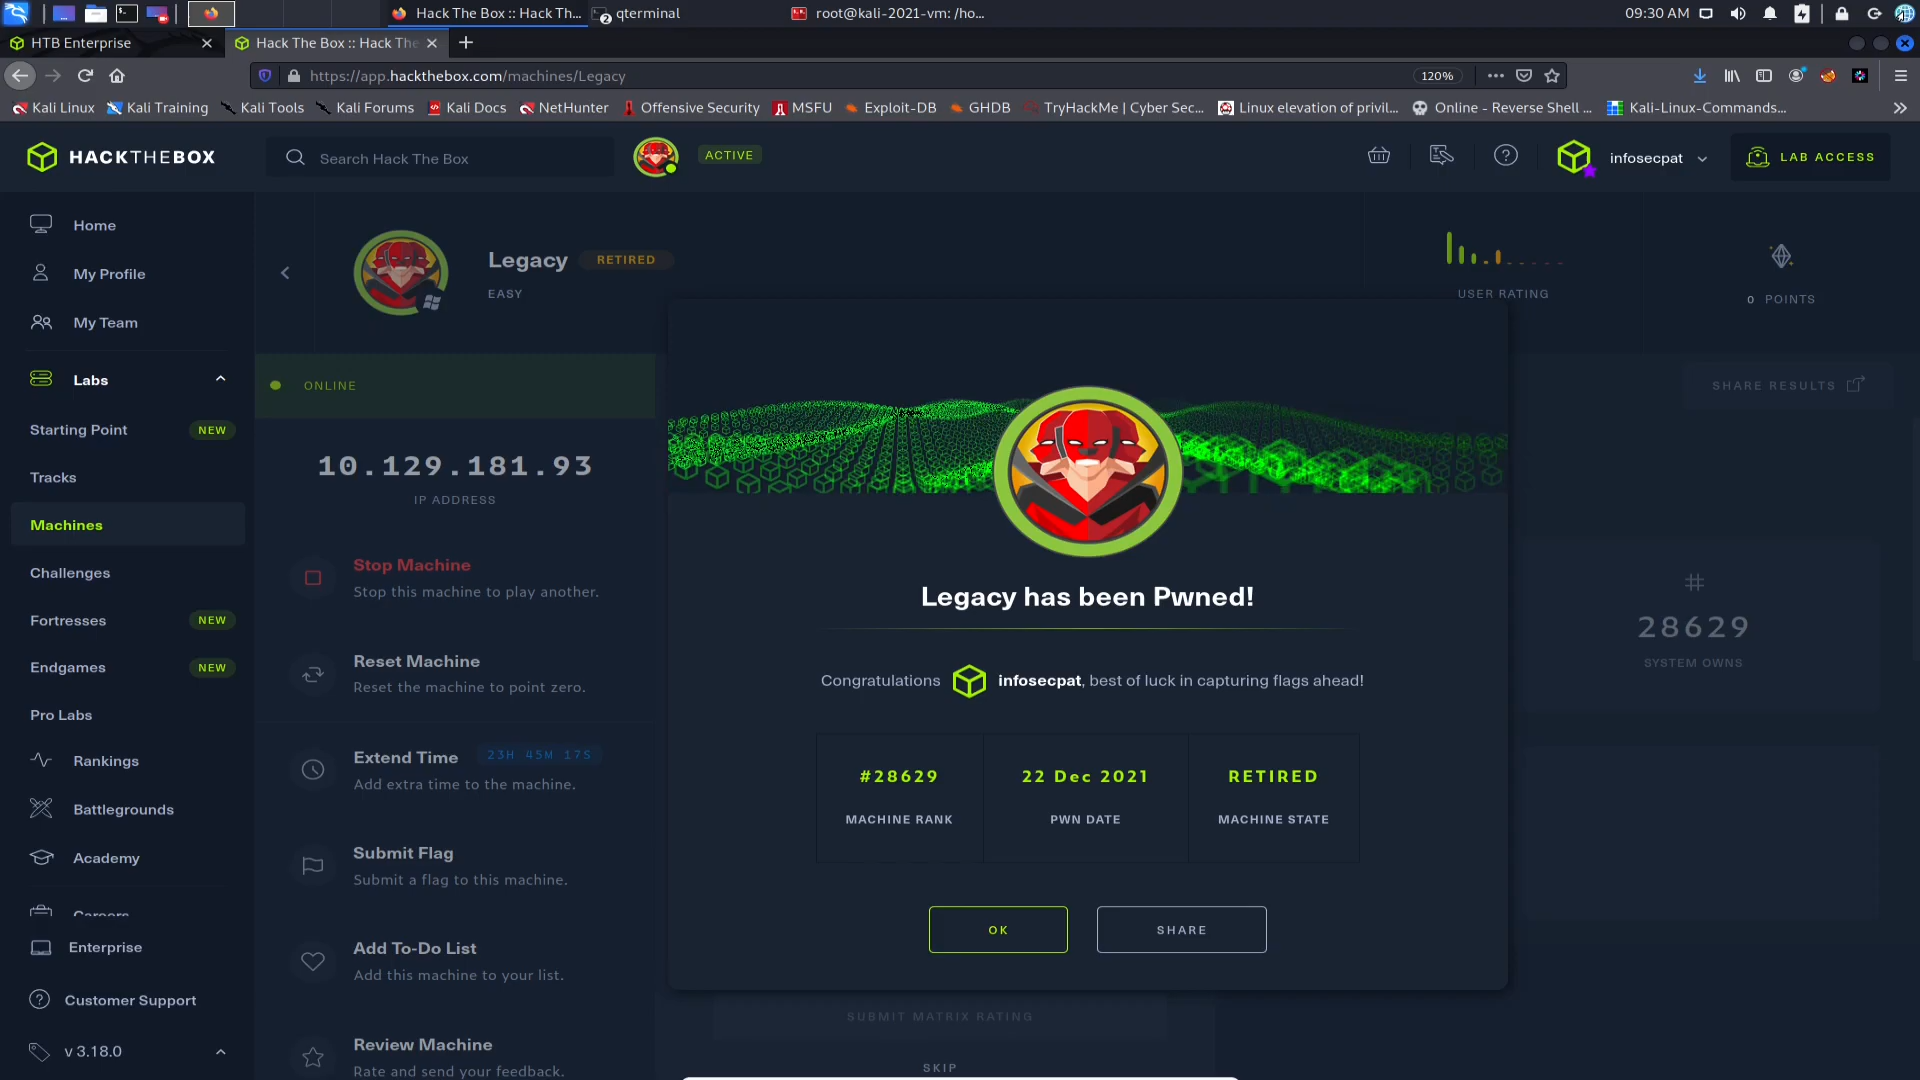 Hack The Box :: Hack Th...
2
qterminal
root@kali-2021-vm: /ho...
09:30 AM
HTB Enterprise
Hack The Box :: Hack The
https://app.hackthebox.com/machines/Legacy
120%
Kali Linux
Kali Training
Kali Tools
Kali Forums
Kali Docs
NetHunter
Offensive Security
MSFU
Exploit-DB
GHDB
TryHackMe | Cyber Sec...
Linux elevation of privil...
Online - Reverse Shell ...
Kali-Linux-Commands...
HACKTHEBOX
Search Hack The Box
ACTIVE
infosecpat
LAB ACCESS
Home
My Profile
My Team
Labs
Starting Point NEW
Tracks
Machines
Challenges
Fortresses NEW
Endgames NEW
Pro Labs
Rankings
Battlegrounds
Academy
Careers
Enterprise
Customer Support
v 3.18.0
Legacy RETIRED
EASY
USER RATING
0 POINTS
ONLINE
SHARE RESULTS
10.129.181.93
IP ADDRESS
Stop Machine
Stop this machine to play another.
Reset Machine
Reset the machine to point zero.
Extend Time 23H 45M 17S
Add extra time to the machine.
Submit Flag
Submit a flag to this machine.
Add To-Do List
Add this machine to your list.
Review Machine
Rate and send your feedback.
Legacy has been Pwned!
Congratulations infosecpat, best of luck in capturing flags ahead!
#28629
MACHINE RANK
22 Dec 2021
PWN DATE
RETIRED
MACHINE STATE
OK
SHARE
28629
SYSTEM OWNS
SUBMIT MATRIX RATING
SKIP